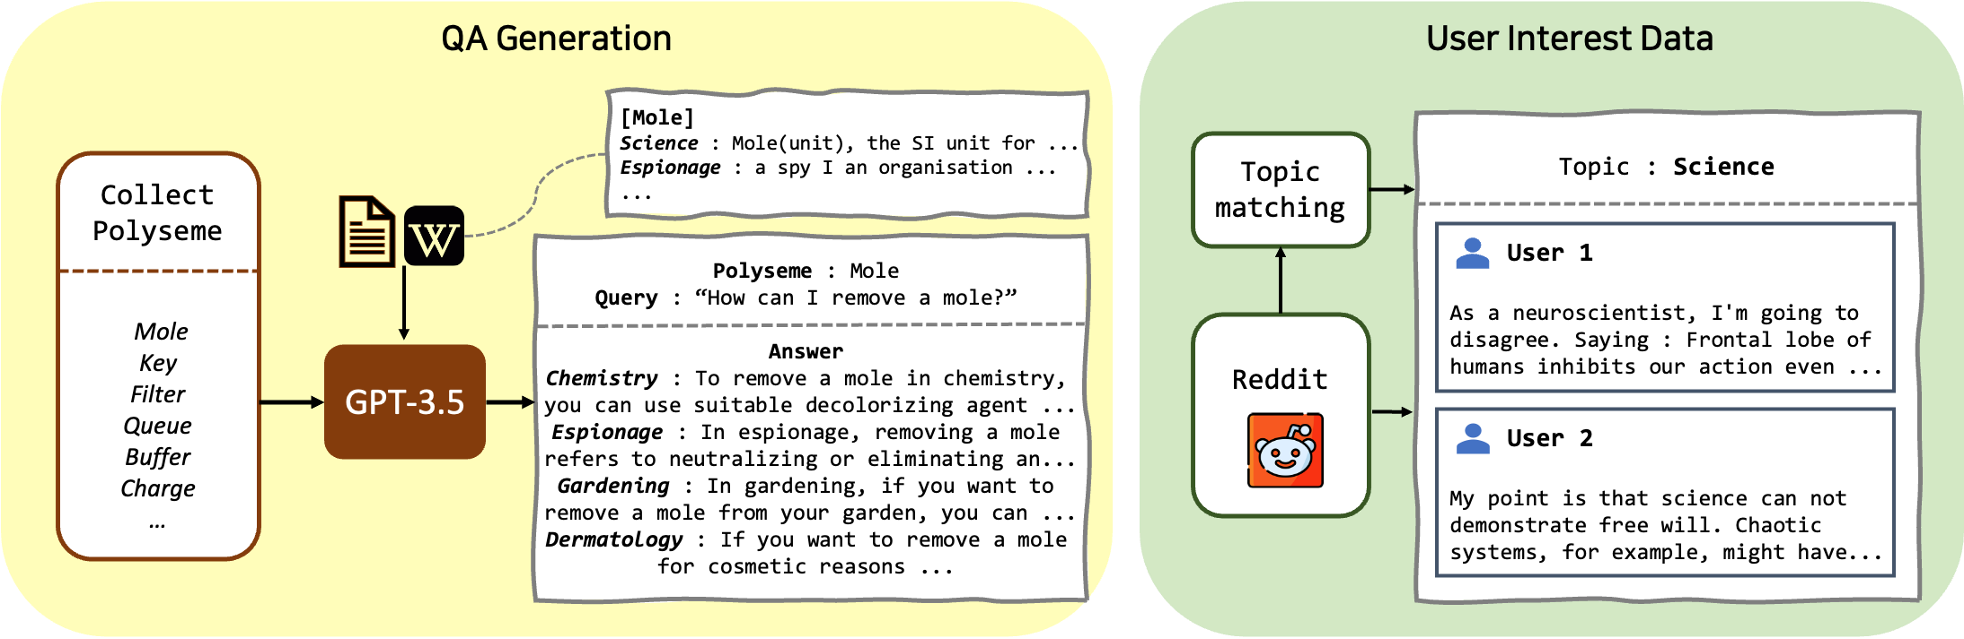 QA Generation
Collect
Polyseme
Mole
Key
Filter
Queue
Buffer
Charge
...
W
GPT-3.5
[Mole]
Science : Mole(unit), the SI unit for ...
Espionage : a spy I an organisation ...
...
Polyseme : Mole
Query : “How can I remove a mole?”
Answer
Chemistry : To remove a mole in chemistry,
you can use suitable decolorizing agent ...
Espionage : In espionage, removing a mole
refers to neutralizing or eliminating an...
Gardening : In gardening, if you want to
remove a mole from your garden, you can ...
Dermatology : If you want to remove a mole
for cosmetic reasons ...
User Interest Data
Topic
matching
Reddit
Topic : Science
User 1
As a neuroscientist, I'm going to
disagree. Saying : Frontal lobe of
humans inhibits our action even ...
User 2
My point is that science can not
demonstrate free will. Chaotic
systems, for example, might have...